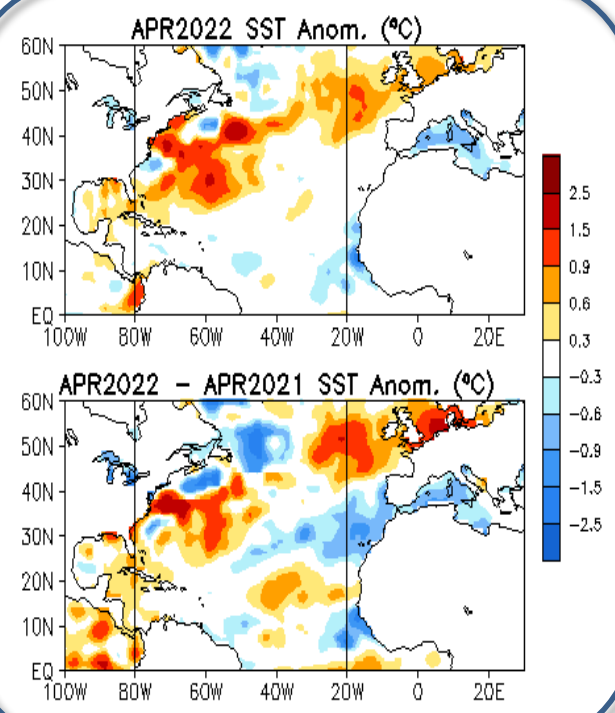 APR2022 SST Anom. (ºC)
60N
50N
40N
30N
20N
10N
EQ
100W 80W 60W 40W 20W 0 20E
2.5
1.5
0.9
0.6
0.3
-0.3
-0.6
-0.9
-1.5
-2.5
APR2022 - APR2021 SST Anom. (ºC)
60N
50N
40N
30N
20N
10N
EQ
100W 80W 60W 40W 20W 0 20E